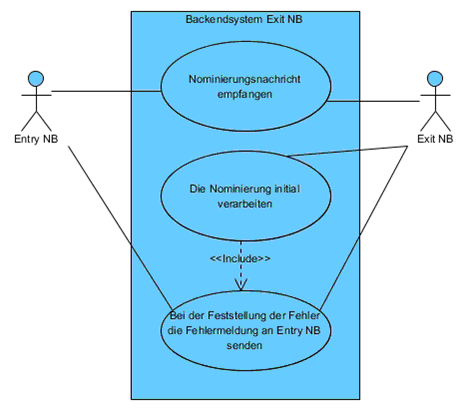 Backendsystem Exit NB
Nominierungsnachricht
empfangen
Entry NB
Exit NB
Die Nominierung initial
verarbeiten
<<Include>>
Bei der Feststellung der Fehler
die Fehlermeldung an Entry NB
senden